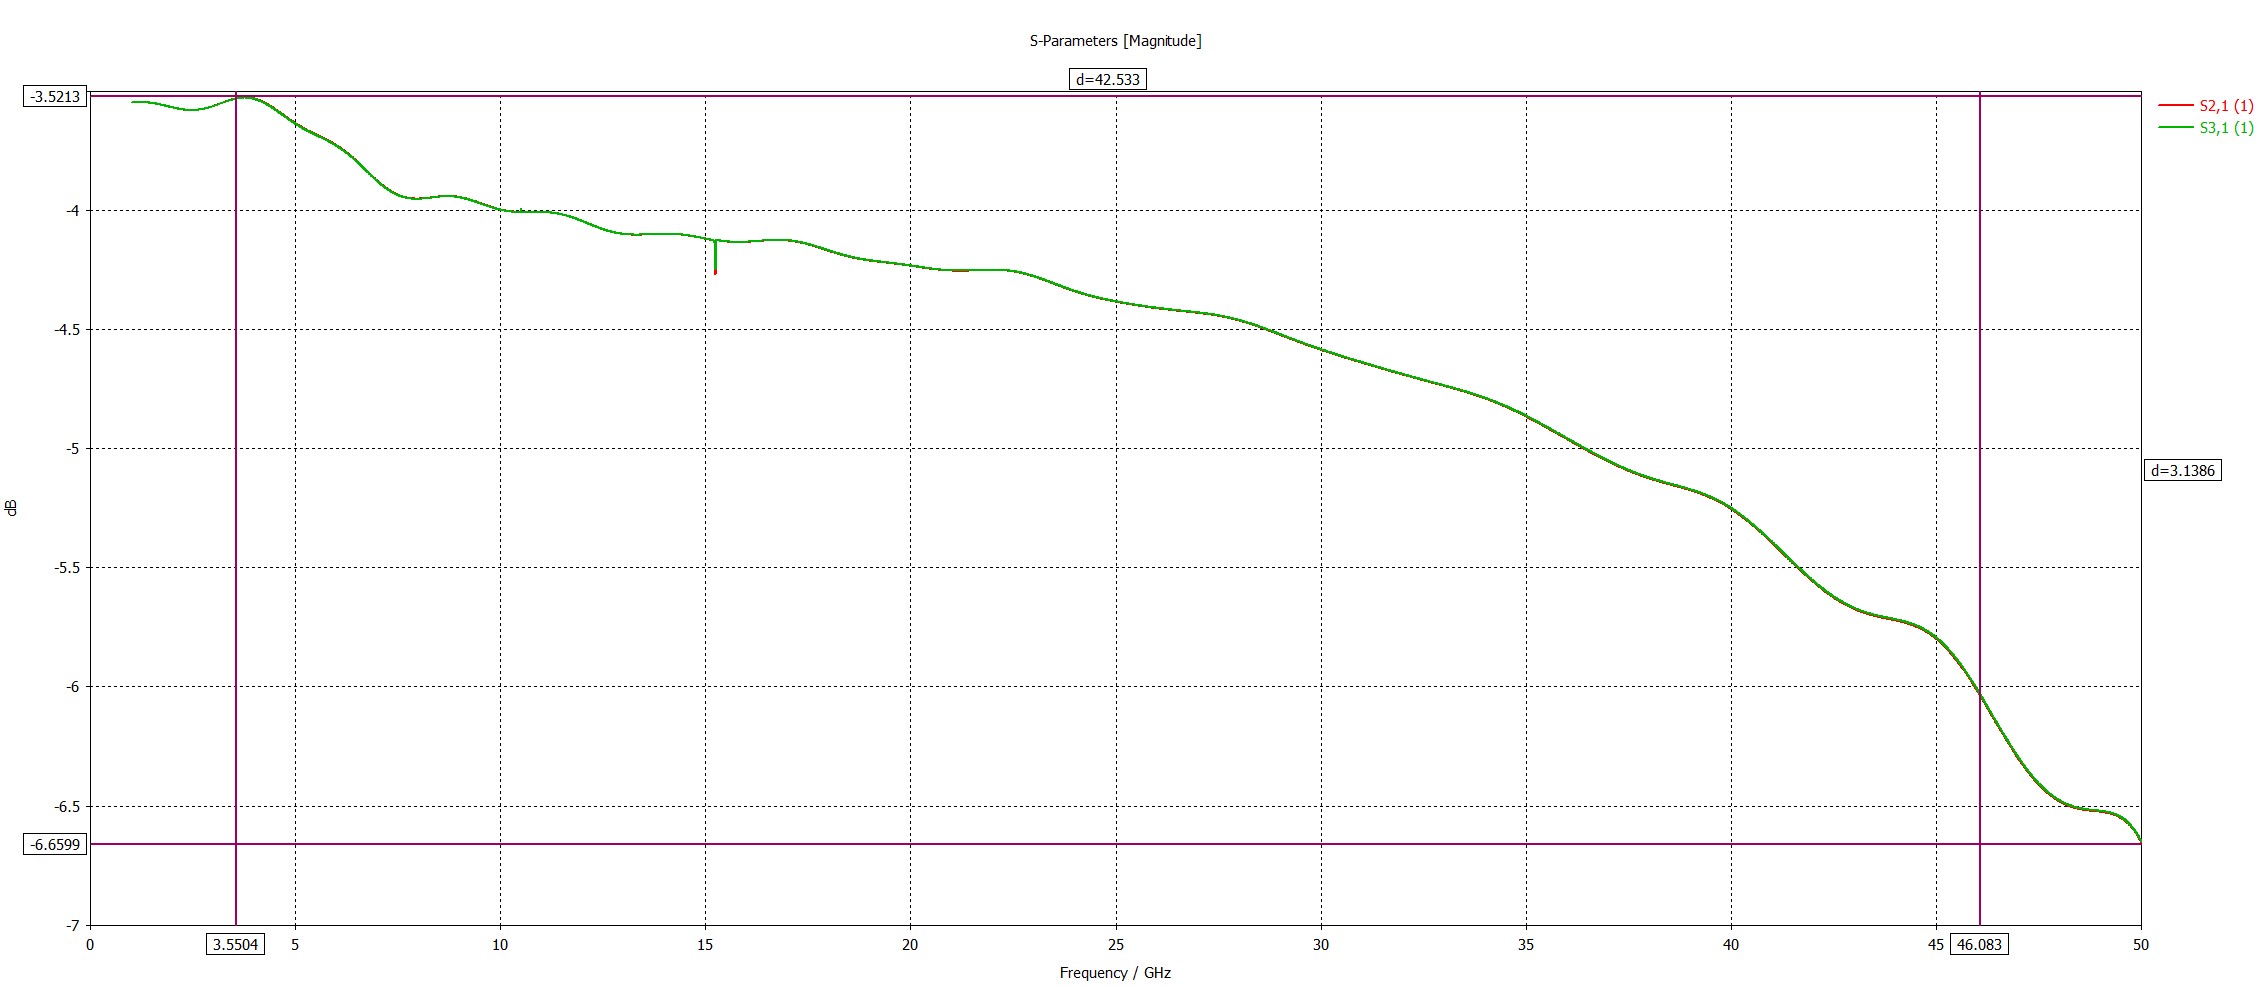 S-Parameters [Magnitude]
d=42.533
-3.5213
S2,1 (1)
S3,1 (1)
-4
-4.5
-5
d=3.1386
dB
-5.5
-6
-6.5
-6.6599
-7
0 3.5504 5 10 15 20 25 30 35 40 45 46.083 50
Frequency / GHz